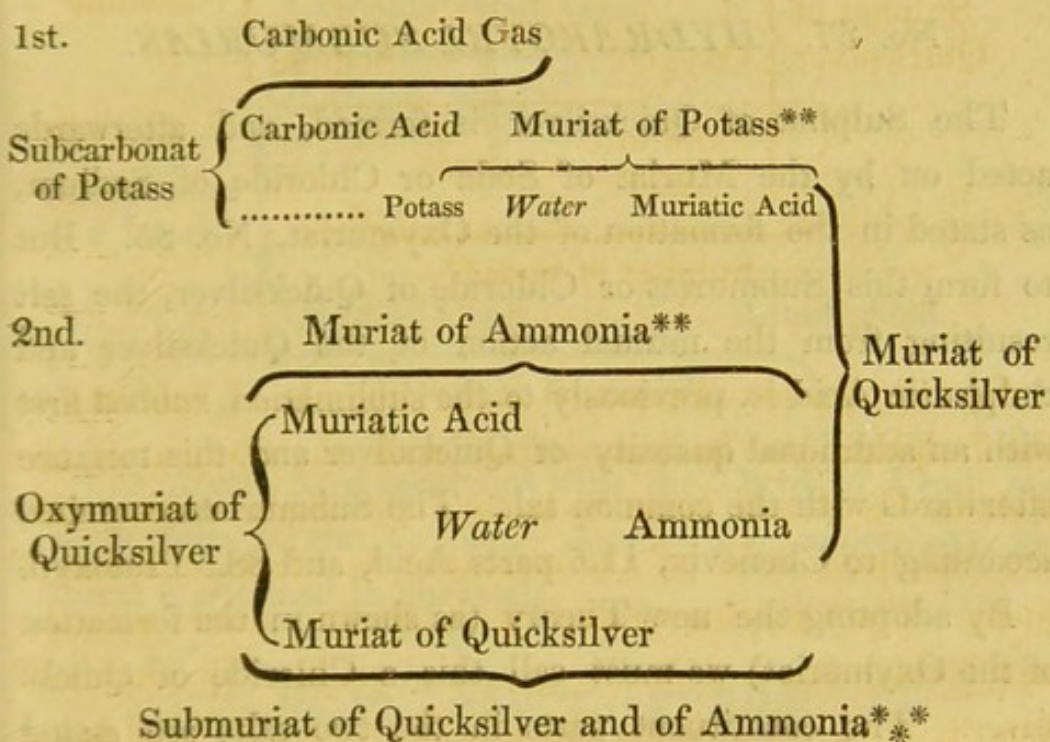 1st. Carbonic Acid Gas
Carbonic Acid Muriat of Potass**
Subcarbonat
of Potass
............ Potass Water Muriatic Acid
2nd. Muriat of Ammonia**
Muriat of
Quicksilver
Muriatic Acid
Oxymuriat of
Quicksilver
Water Ammonia
Muriat of Quicksilver
Submuriat of Quicksilver and of Ammonia***